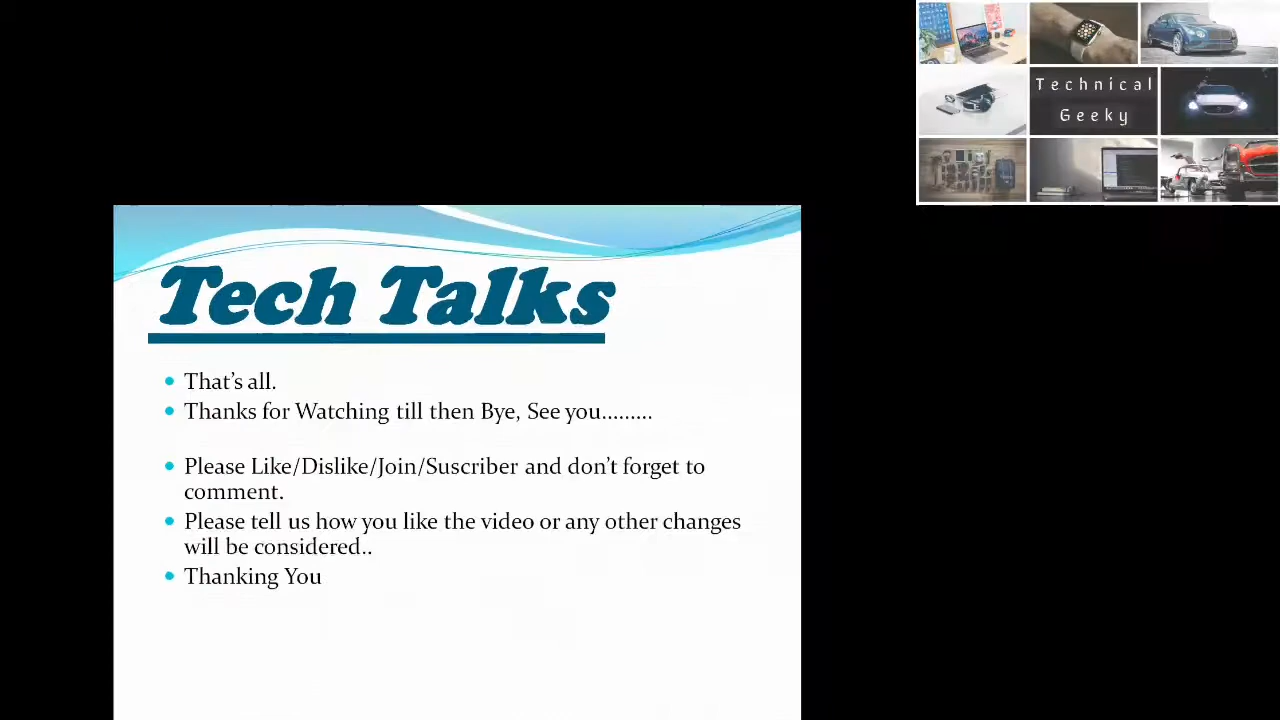 Technical
Geeky
Tech Talks
That's all.
Thanks for Watching till then Bye, See you.........
Please Like/Dislike/Join/Suscriber and don't forget to
comment.
Please tell us how you like the video or any other changes
will be considered..
Thanking You